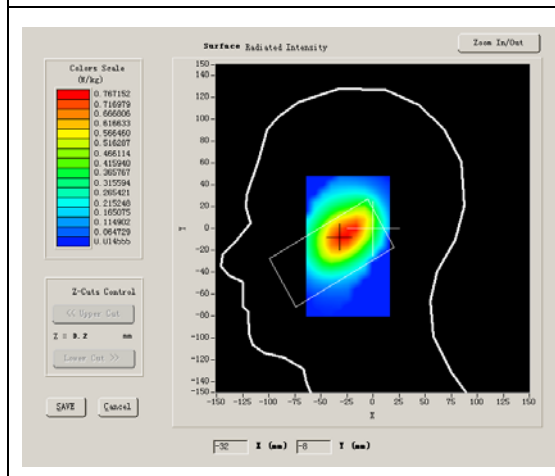 Surface Radiated Intensity
Zoom In/Out
Colors Scale
(W/kg)
0.767152
0.716979
0.666806
0.616633
0.566460
0.516287
0.466114
0.415940
0.365767
0.315594
0.265421
0.215248
0.165075
0.114902
0.064729
0.014555
150
140
120
100
80
60
40
20
Y
0
-20
-40
-60
-80
-100
-120
-140
-150
-150 -125 -100 -75 -50 -25 0 25 50 75 100 125 150
X
Z-Cuts Control
<< Upper Cut
Z = 0.2 mm
Lower Cut >>
SAVE Cancel
-32 X (mm) -8 Y (mm)